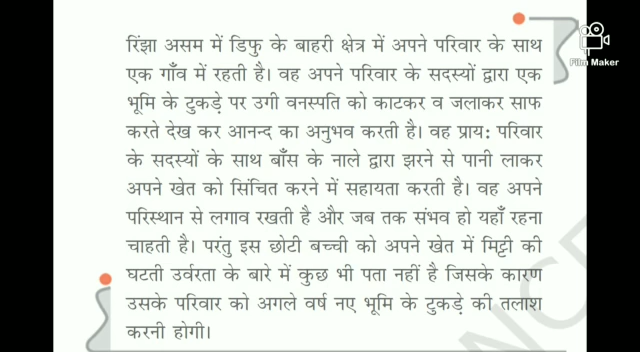 Film Maker
रिंझा असम में डिफु के बाहरी क्षेत्र में अपने परिवार के साथ
एक गाँव में रहती है। वह अपने परिवार के सदस्यों द्वारा एक
भूमि के टुकड़े पर उगी वनस्पति को काटकर व जलाकर साफ
करते देख कर आनन्द का अनुभव करती है। वह प्राय: परिवार
के सदस्यों के साथ बाँस के नाले द्वारा झरने से पानी लाकर
अपने खेत को सिंचित करने में सहायता करती है। वह अपने
परिस्थान से लगाव रखती है और जब तक संभव हो यहाँ रहना
चाहती है। परंतु इस छोटी बच्ची को अपने खेत में मिट्टी की
घटती उर्वरता के बारे में कुछ भी पता नहीं है जिसके कारण
उसके परिवार को अगले वर्ष नए भूमि के टुकड़े की तलाश
करनी होगी।